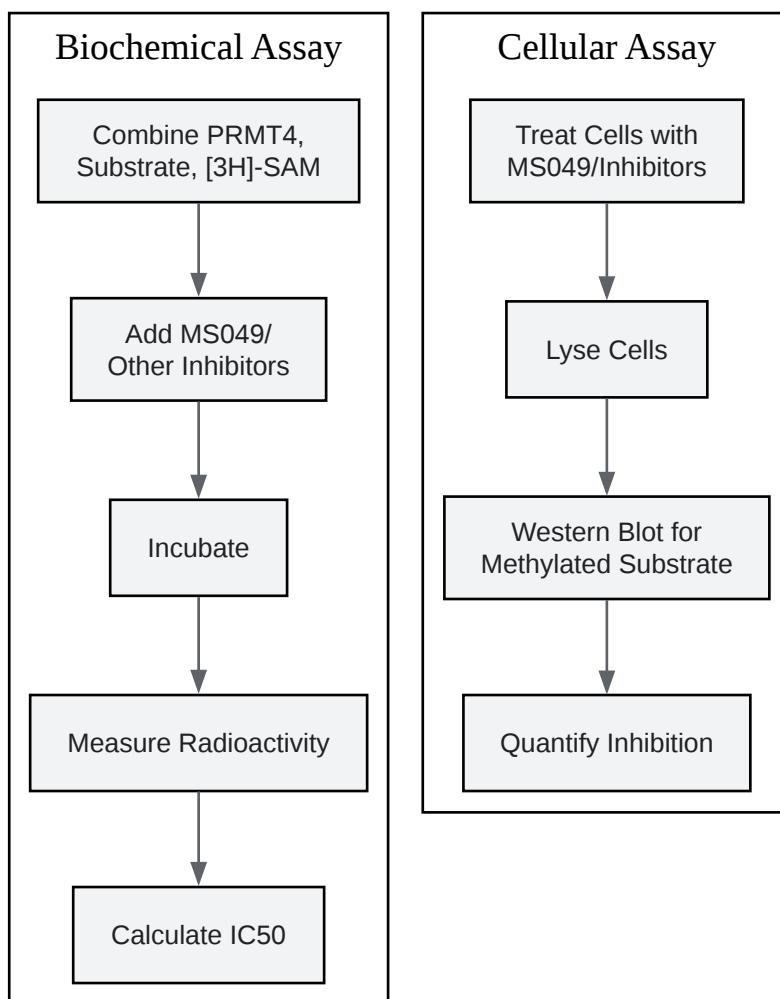 Biochemical Assay
Combine PRMT4,
Substrate, [3H]-SAM
Add MS049/
Other Inhibitors
Incubate
Measure Radioactivity
Calculate IC50
Cellular Assay
Treat Cells with
MS049/Inhibitors
Lyse Cells
Western Blot for
Methylated Substrate
Quantify Inhibition